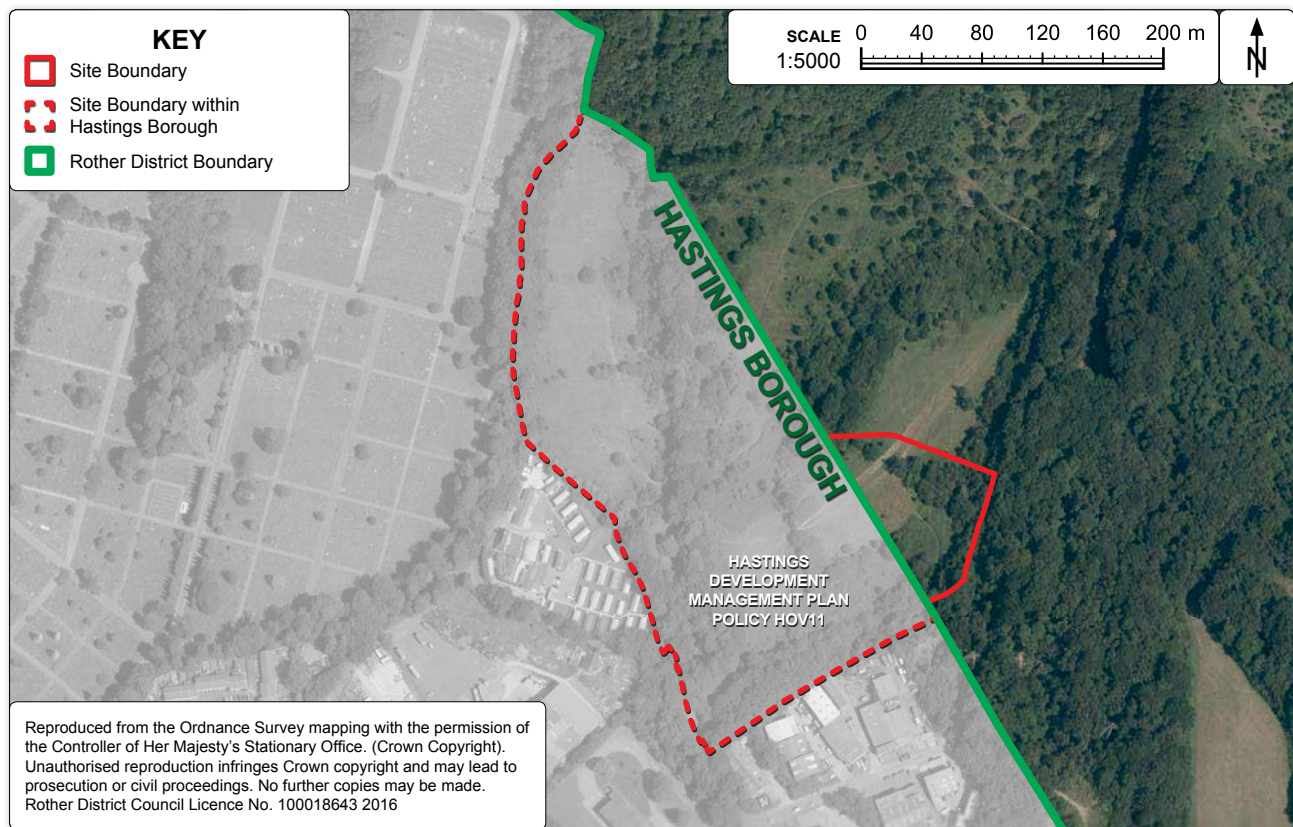 KEY
Site Boundary
Site Boundary within
Hastings Borough
Rother District Boundary
SCALE
1:5000
0 40 80 120 160 200 m
N
HASTINGS BOROUGH
HASTINGS
DEVELOPMENT
MANAGEMENT PLAN
POLICY HOV11
Reproduced from the Ordnance Survey mapping with the permission of
the Controller of Her Majesty's Stationary Office. (Crown Copyright).
Unauthorised reproduction infringes Crown copyright and may lead to
prosecution or civil proceedings. No further copies may be made.
Rother District Council Licence No. 100018643 2016